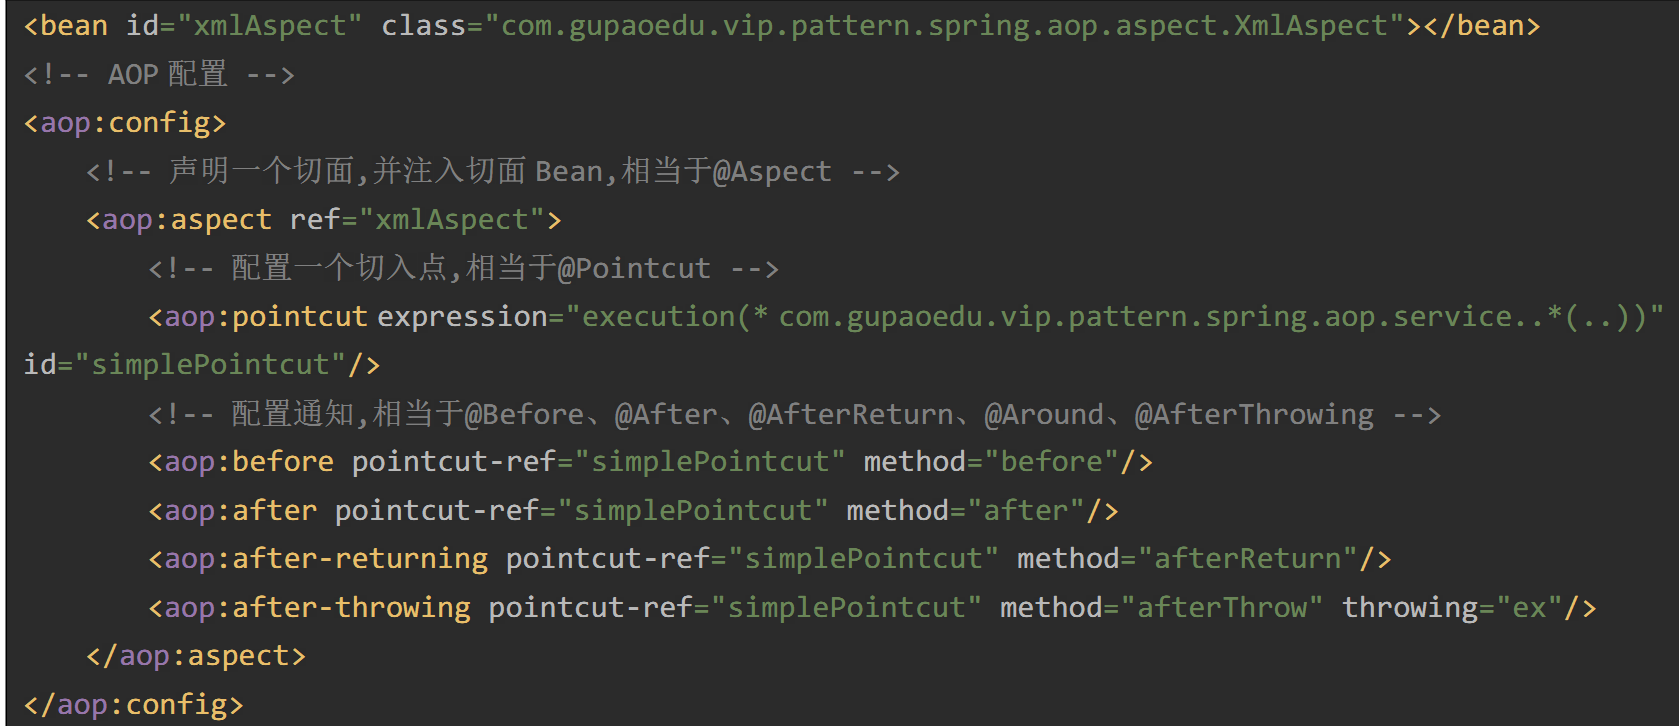 <bean id="xmlAspect" class="com.gupaoedu.vip.pattern.spring.aop.aspect.XmlAspect"></bean>
<!-- AOP 配置 -->
<aop:config>
<!-- 声明一个切面,并注入切面 Bean,相当于@Aspect -->
<aop:aspect ref="xmlAspect">
<!-- 配置一个切入点,相当于@Pointcut -->
<aop:pointcut expression="execution(* com.gupaoedu.vip.pattern.spring.aop.service..*(..))"
id="simplePointcut"/>
<!-- 配置通知,相当于@Before、@After、@AfterReturn、@Around、@AfterThrowing -->
<aop:before pointcut-ref="simplePointcut" method="before"/>
<aop:after pointcut-ref="simplePointcut" method="after"/>
<aop:after-returning pointcut-ref="simplePointcut" method="afterReturn"/>
<aop:after-throwing pointcut-ref="simplePointcut" method="afterThrow" throwing="ex"/>
</aop:aspect>
</aop:config>